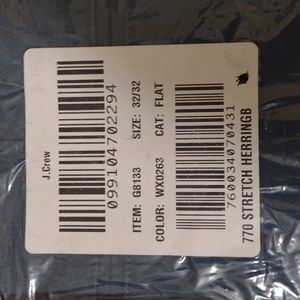 J.Crew
099104702294
ITEM: G8133 SIZE: 32/32
COLOR: WX0263 CAT: FLAT
760034070431
770 STRETCH HERRINGB